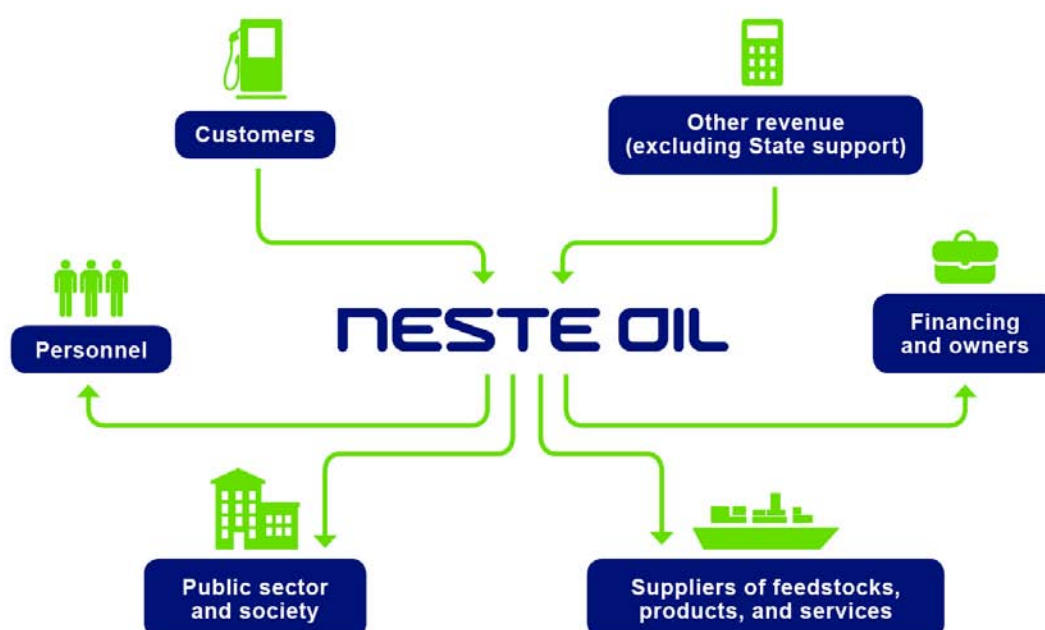 Customers
Other revenue
(excluding State support)
NESTE OIL
Personnel
Financing
and owners
Public sector
and society
Suppliers of feedstocks,
products, and services